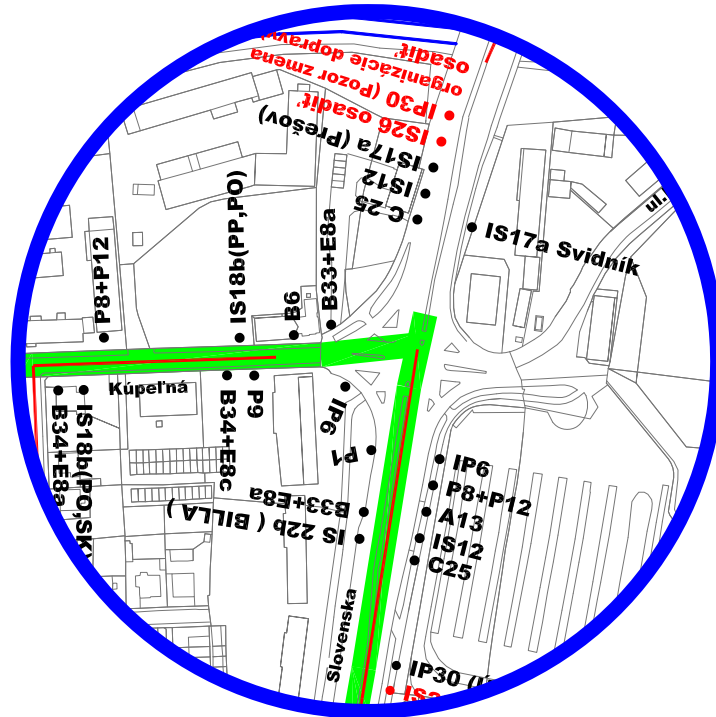 osadiť
organizácie dopravy
IP30 (Pozor zmena
IS26 osadiť
IS17a (Prešov)
IS12
C 25
ul.
IS17a Svidník
P8+P12
IS18b(PP,PO)
B6
B33+E8a
Kúpeľná
B34+E8a
IS18b(PO,SK)
B34+E8c
P9
IP6
P1
B33+E8a
IS 22b ( BILLA )
IP6
P8+P12
A13
IS12
C25
Slovenska
IP30